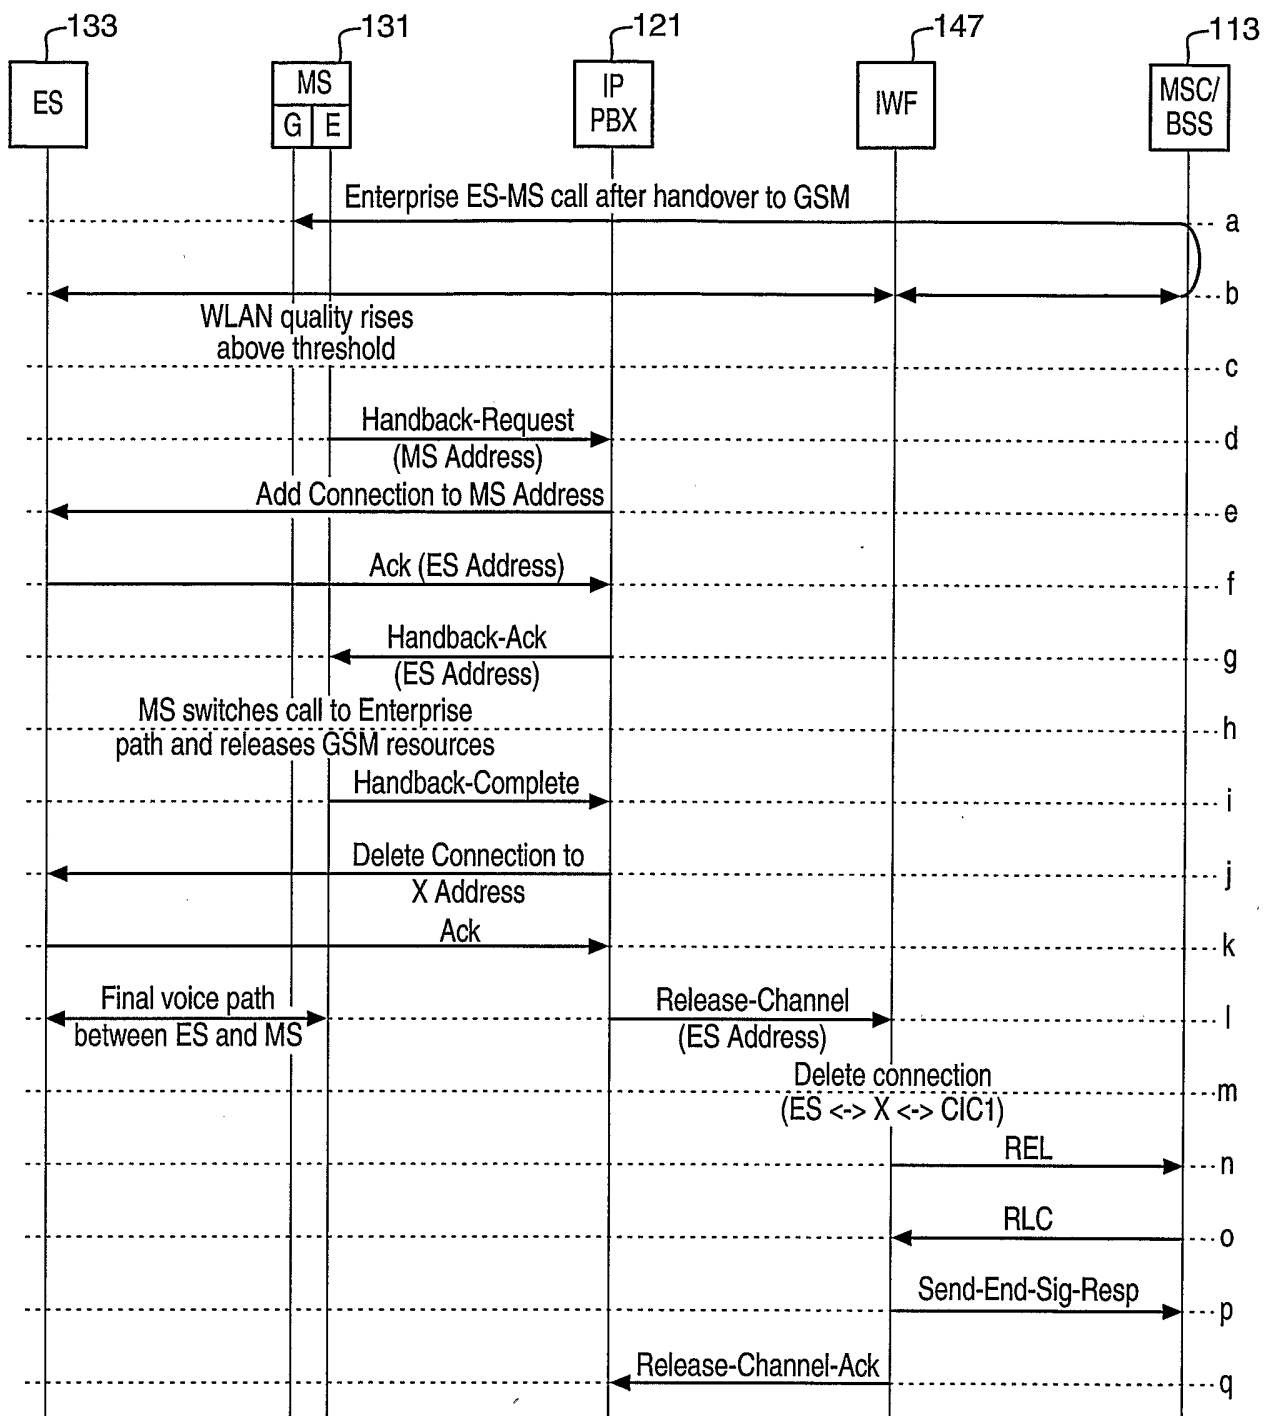 133
131
121
147
113
ES
MS
G
E
IP
PBX
IWF
MSC/
BSS
Enterprise ES-MS call after handover to GSM
a
b
WLAN quality rises
above threshold
c
Handback-Request
d
(MS Address)
Add Connection to MS Address
e
Ack (ES Address)
f
Handback-Ack
g
(ES Address)
MS switches call to Enterprise
h
path and releases GSM resources
Handback-Complete
i
Delete Connection to
j
X Address
Ack
k
Final voice path
Release-Channel
l
between ES and MS
(ES Address)
Delete connection
m
(ES <-> X <-> CIC1)
REL
n
RLC
o
Send-End-Sig-Resp
p
Release-Channel-Ack
q